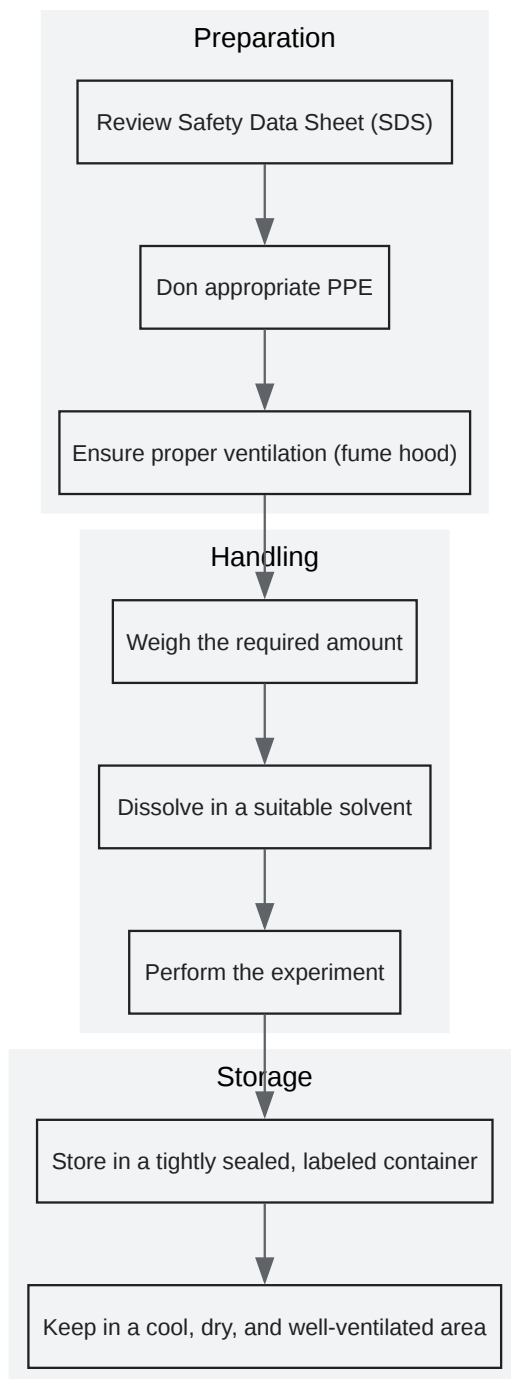 Preparation
Review Safety Data Sheet (SDS)
Don appropriate PPE
Ensure proper ventilation (fume hood)
Handling
Weigh the required amount
Dissolve in a suitable solvent
Perform the experiment
Storage
Store in a tightly sealed, labeled container
Keep in a cool, dry, and well-ventilated area